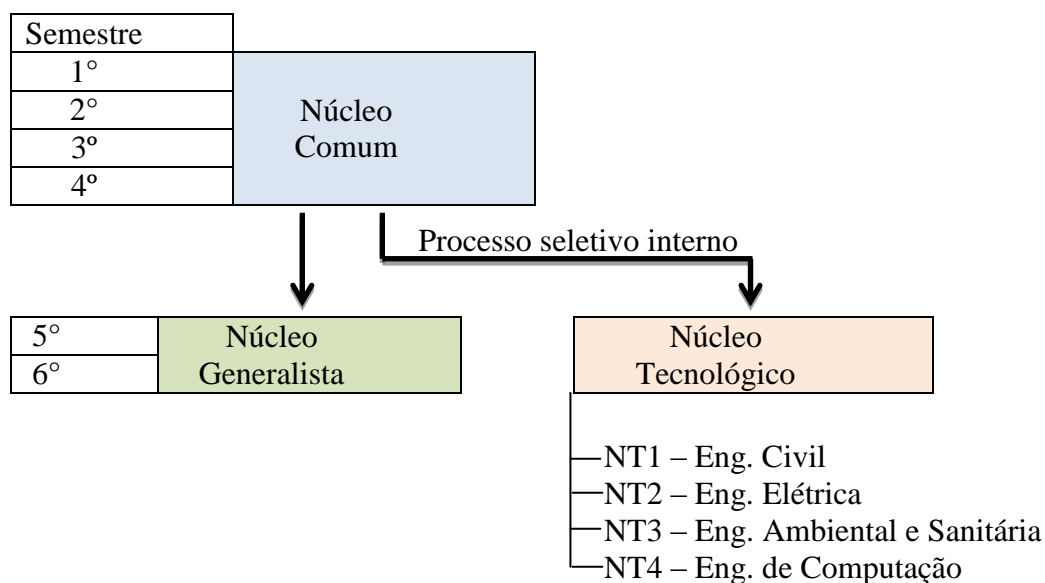 Semestre
1°
2°
3º
4º
Núcleo
Comum
Processo seletivo interno
5°
6°
Núcleo
Generalista
Núcleo
Tecnológico
NT1 – Eng. Civil
NT2 – Eng. Elétrica
NT3 – Eng. Ambiental e Sanitária
NT4 – Eng. de Computação